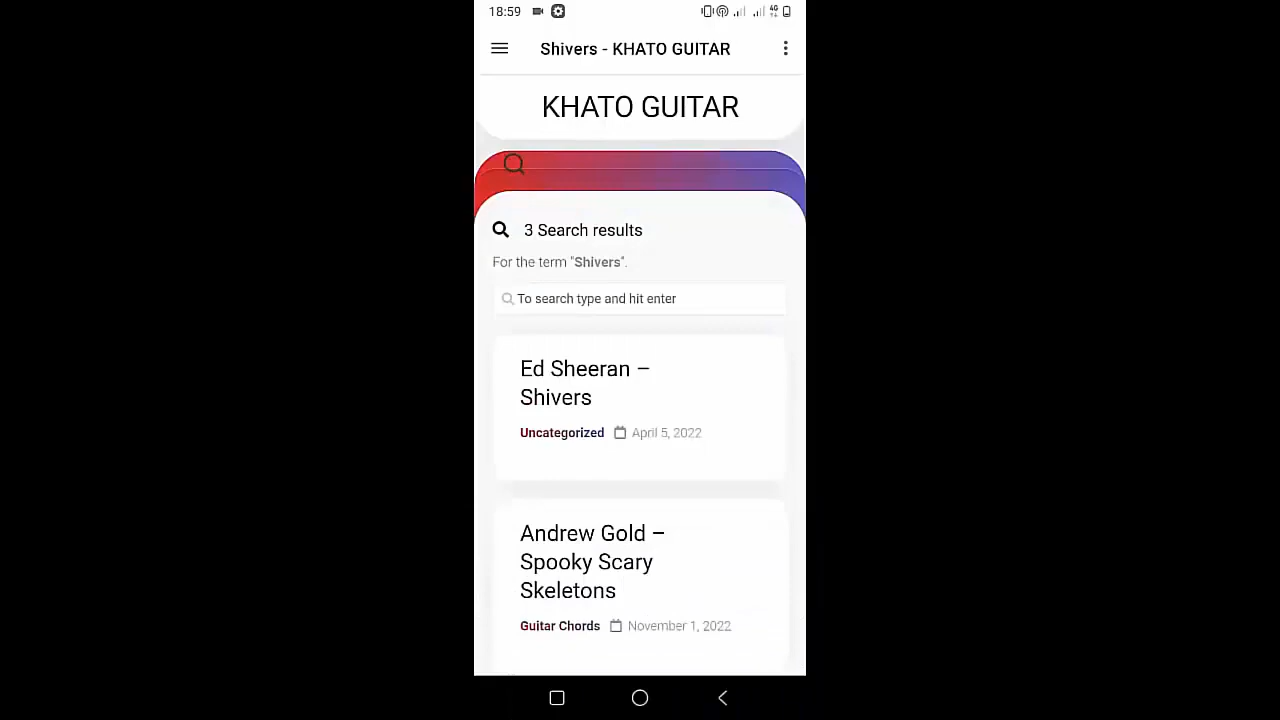 18:59
4G
Shivers - KHATO GUITAR
KHATO GUITAR
3 Search results
For the term "Shivers".
To search type and hit enter
Ed Sheeran –
Shivers
Uncategorized April 5, 2022
Andrew Gold –
Spooky Scary
Skeletons
Guitar Chords November 1, 2022